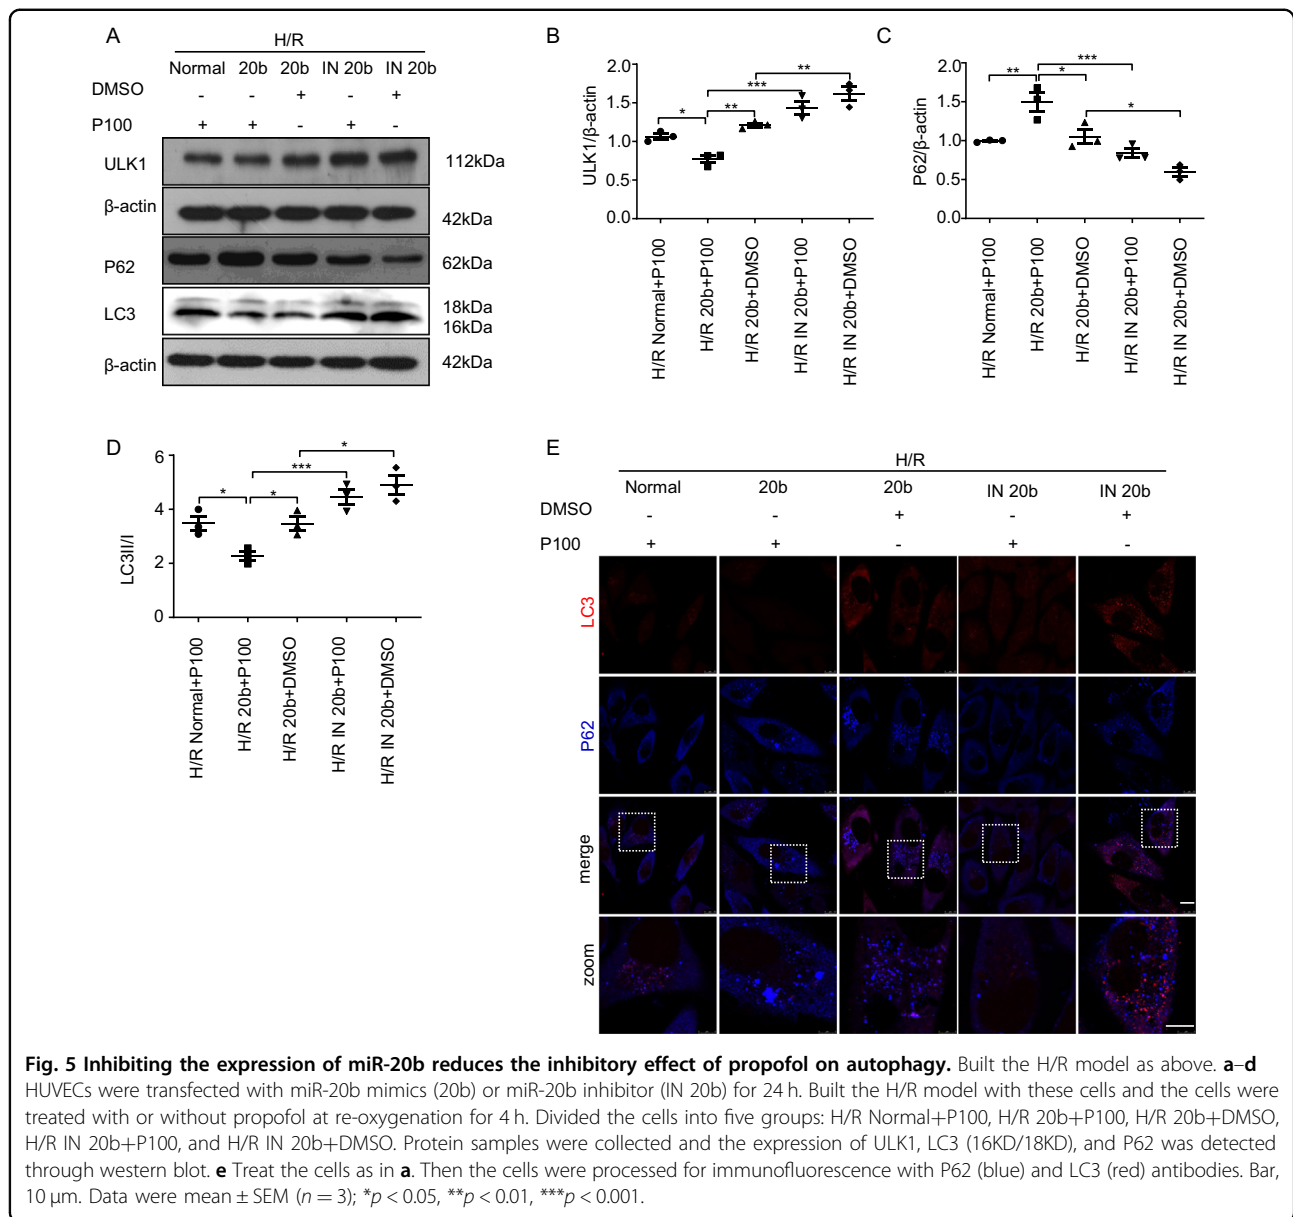 A
H/R
Normal 20b 20b IN 20b IN 20b
DMSO - - + - +
P100 + + - + -
ULK1 112kDa
β-actin 42kDa
P62 62kDa
LC3 18kDa
16kDa
β-actin 42kDa
B
ULK1/β-actin
2.0
1.5
1.0
0.5
0.0
* ** *** **
H/R Normal+P100
H/R 20b+P100
H/R 20b+DMSO
H/R IN 20b+P100
H/R IN 20b+DMSO
C
P62/β-actin
2.0
1.5
1.0
0.5
0.0
** * *** *
H/R Normal+P100
H/R 20b+P100
H/R 20b+DMSO
H/R IN 20b+P100
H/R IN 20b+DMSO
D
LC3II/I
6
4
2
0
* * *** *
H/R Normal+P100
H/R 20b+P100
H/R 20b+DMSO
H/R IN 20b+P100
H/R IN 20b+DMSO
E
H/R
Normal 20b 20b IN 20b IN 20b
DMSO - - + - +
P100 + + - + -
LC3
P62
merge
zoom
Fig. 5 Inhibiting the expression of miR-20b reduces the inhibitory effect of propofol on autophagy. Built the H/R model as above. a–d
HUVECs were transfected with miR-20b mimics (20b) or miR-20b inhibitor (IN 20b) for 24 h. Built the H/R model with these cells and the cells were
treated with or without propofol at re-oxygenation for 4 h. Divided the cells into five groups: H/R Normal+P100, H/R 20b+P100, H/R 20b+DMSO,
H/R IN 20b+P100, and H/R IN 20b+DMSO. Protein samples were collected and the expression of ULK1, LC3 (16KD/18KD), and P62 was detected
through western blot. e Treat the cells as in a. Then the cells were processed for immunofluorescence with P62 (blue) and LC3 (red) antibodies. Bar,
10 µm. Data were mean ± SEM (n = 3); *p < 0.05, **p < 0.01, ***p < 0.001.